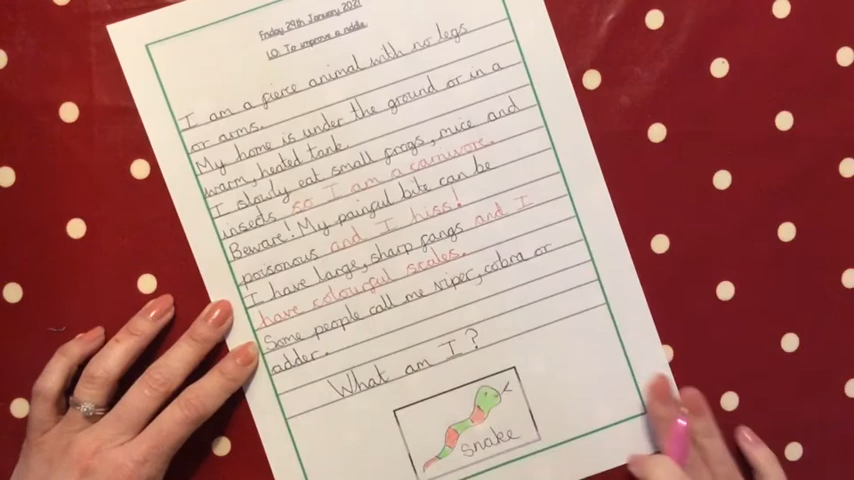 Friday 29th January 2021
LO: To improve a riddle
I am a fierce animal with no legs
or arms.
My home is under the ground or in a
warm, heated tank.
I slowly eat small frogs, mice and
insects so I am a carnivore.
Beware! My painful bite can be
poisonous and I hiss!
I have large, sharp fangs and I
have colourful scales.
Some people call me viper, cobra or
adder.
What am I?
snake